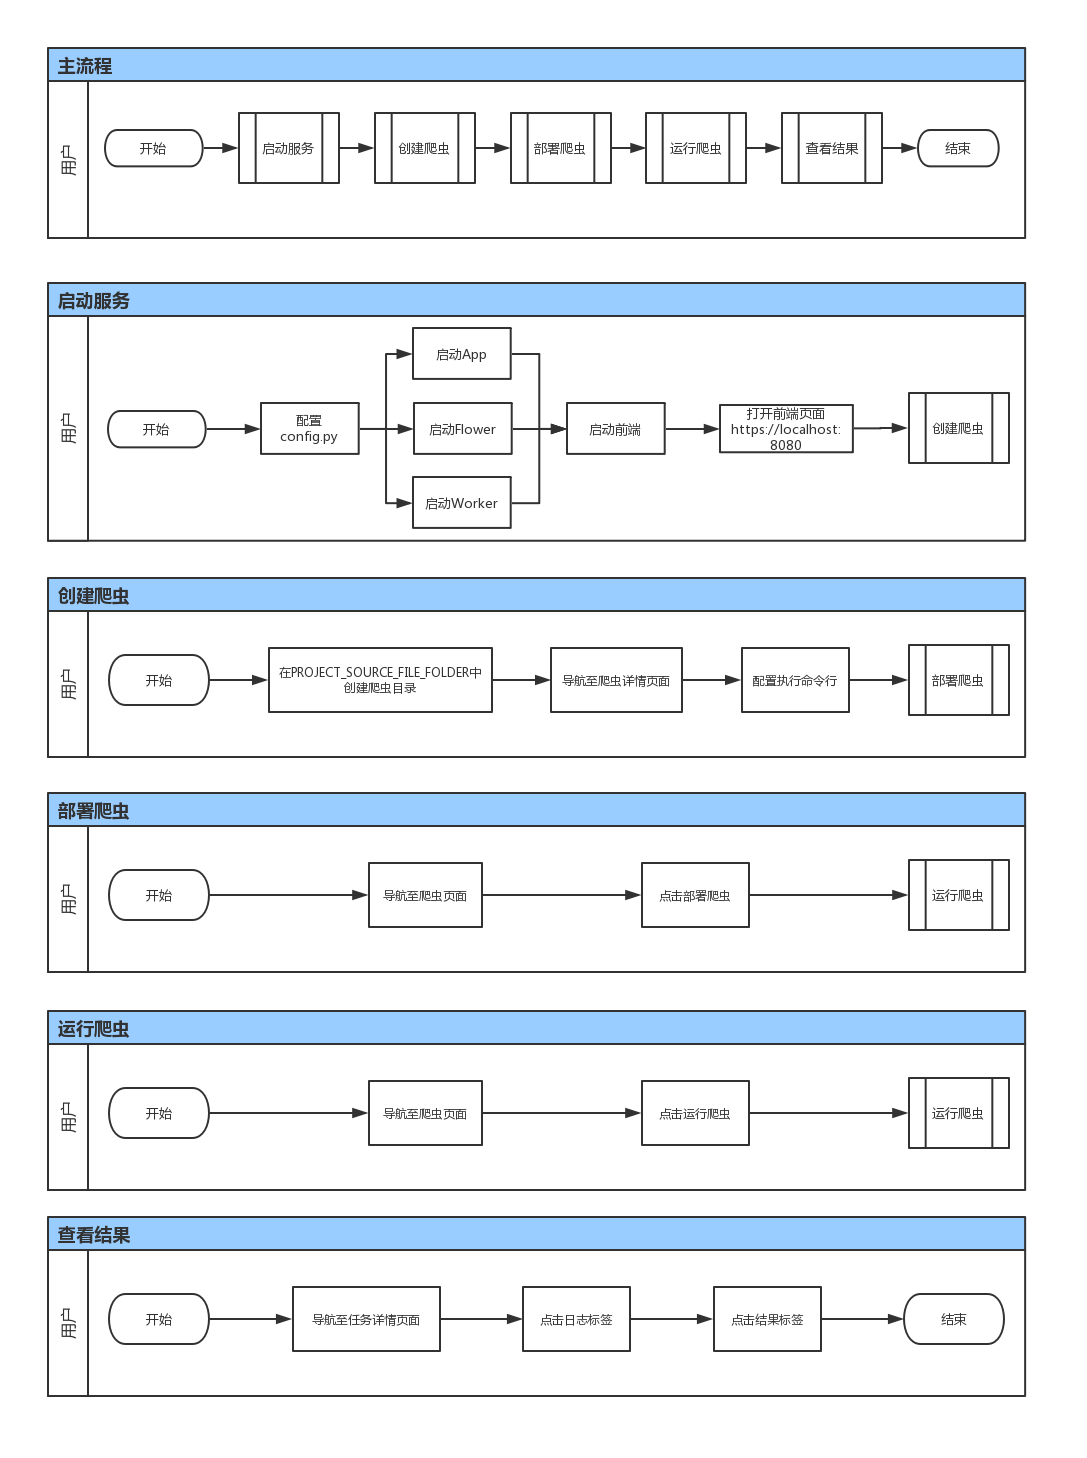 主流程
用户
开始
启动服务
创建爬虫
部署爬虫
运行爬虫
查看结果
结束
启动服务
用户
开始
配置
config.py
启动App
启动Flower
启动Worker
启动前端
打开前端页面
https://localhost:
8080
创建爬虫
创建爬虫
用户
开始
在PROJECT_SOURCE_FILE_FOLDER中
创建爬虫目录
导航至爬虫详情页面
配置执行命令行
部署爬虫
部署爬虫
用户
开始
导航至爬虫页面
点击部署爬虫
运行爬虫
运行爬虫
用户
开始
导航至爬虫页面
点击运行爬虫
运行爬虫
查看结果
用户
开始
导航至任务详情页面
点击日志标签
点击结果标签
结束